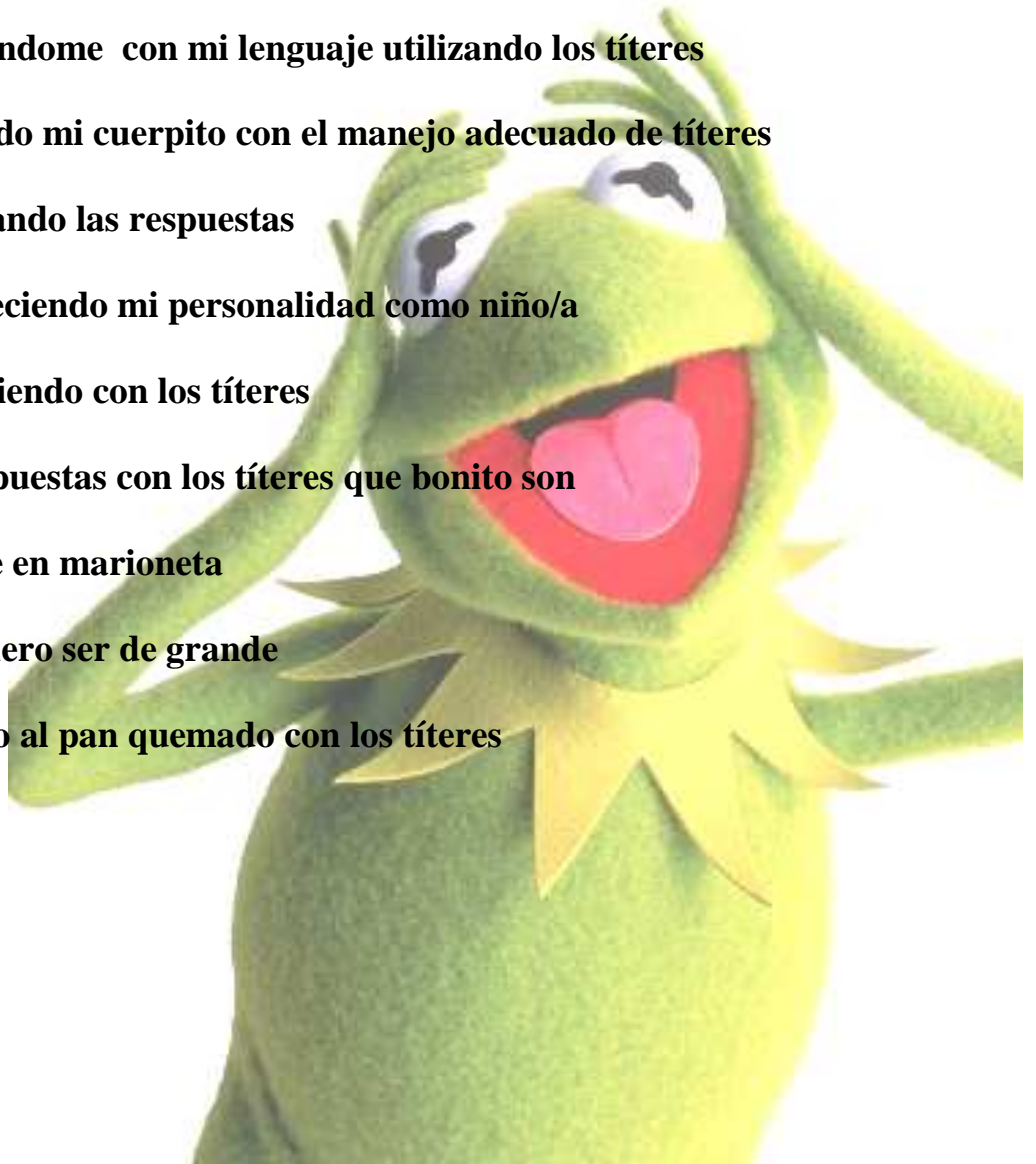 ndome con mi lenguaje utilizando los títeres
do mi cuerpito con el manejo adecuado de títeres
ando las respuestas
eciendo mi personalidad como niño/a
iendo con los títeres
puestas con los títeres que bonito son
e en marioneta
ero ser de grande
o al pan quemado con los títeres